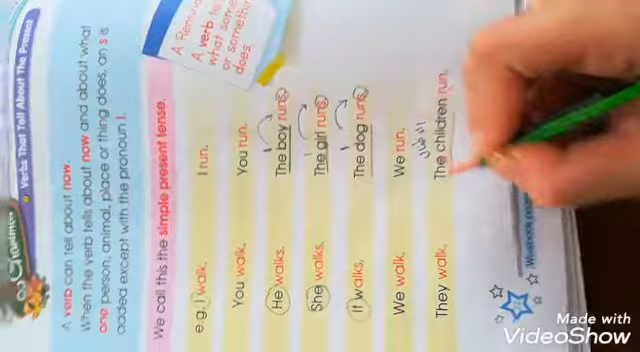 Grammar
Verbs That Tell About The Present
A verb can tell about now.
When the verb tells about now and about what
one person, animal, place or thing does, an s is
added except with the pronoun I.
We call this the simple present tense.
e.g. I walk. I run.
You walk. You run.
He walks. The boy runs.
She walks. The girl runs.
It walks. The dog runs.
We walk. We run.
They walk. The children run.
A verb
what some
or somethin
does.
Made with
VideoShow